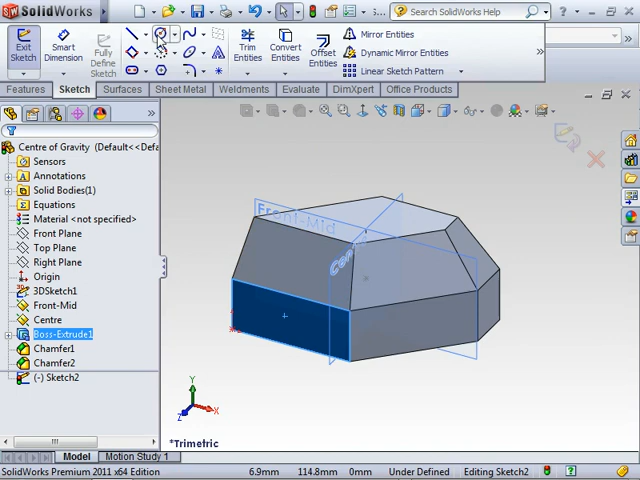 SolidWorks
Search SolidWorks Help
Exit Sketch
Smart Dimension
Fully Define Sketch
Trim Entities
Convert Entities
Offset Entities
Mirror Entities
Dynamic Mirror Entities
Linear Sketch Pattern
Features
Sketch
Surfaces
Sheet Metal
Weldments
Evaluate
DimXpert
Office Products
Centre of Gravity (Default<<Defa
Sensors
Annotations
Solid Bodies(1)
Equations
Material <not specified>
Front Plane
Top Plane
Right Plane
Origin
3DSketch1
Front-Mid
Centre
Boss-Extrude1
Chamfer1
Chamfer2
(-) Sketch2
Front-Mid
Y
X
Z
*Trimetric
Model
Motion Study 1
SolidWorks Premium 2011 x64 Edition
6.9mm
114.8mm
0mm
Under Defined
Editing Sketch2